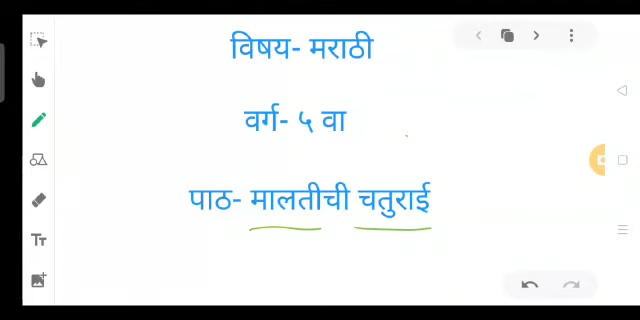 विषय- मराठी
वर्ग- ५ वा
पाठ- मालतीची चतुराई